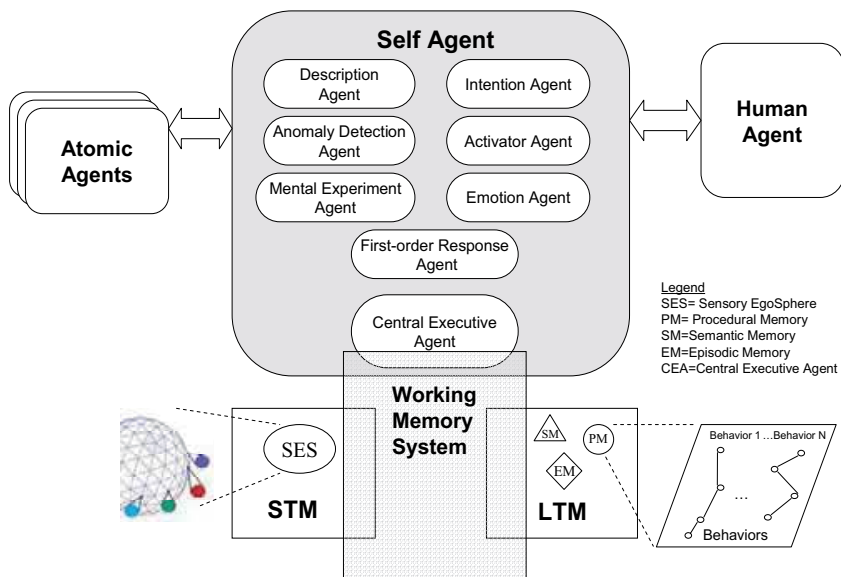 Self Agent
Description
Agent
Intention Agent
Anomaly Detection
Agent
Activator Agent
Mental Experiment
Agent
Emotion Agent
First-order Response
Agent
Central Executive
Agent
Atomic
Agents
Human
Agent
Legend
SES= Sensory EgoSphere
PM= Procedural Memory
SM=Semantic Memory
EM=Episodic Memory
CEA=Central Executive Agent
Working
Memory
System
SES
STM
SM
PM
EM
LTM
Behavior 1 ...Behavior N
...
Behaviors